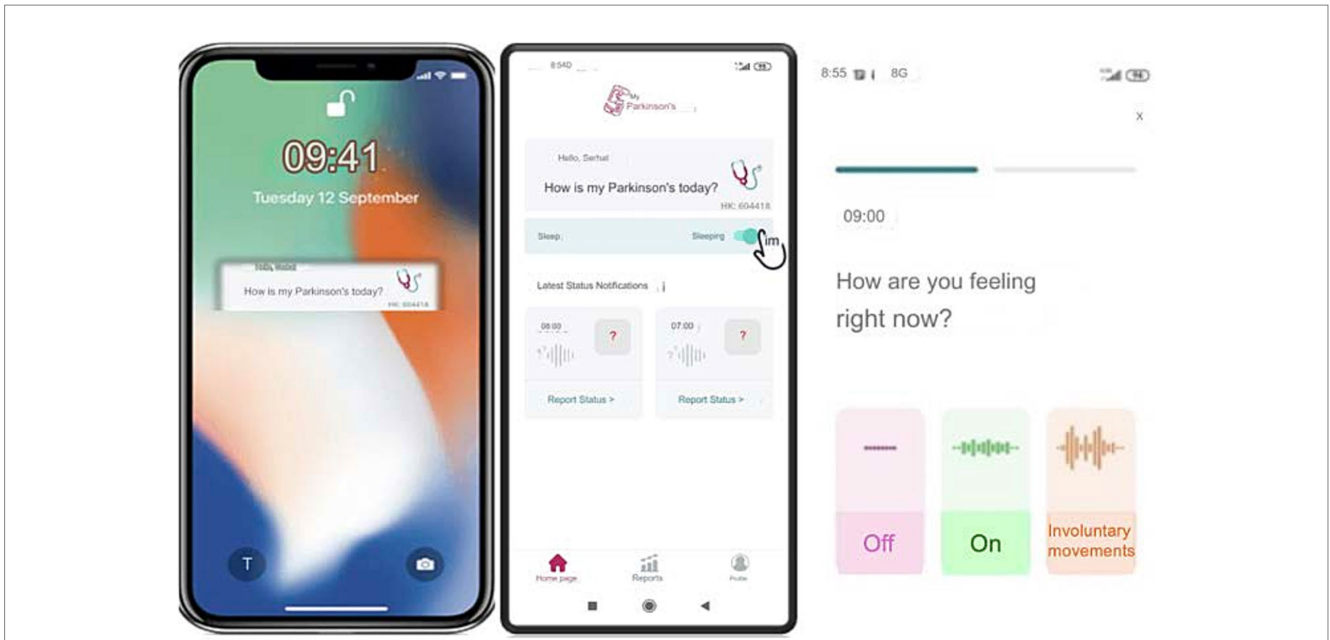 09:41
Tuesday 12 September
How is my Parkinson's today?
HK: 604418
My
Parkinson's
Hello, Serhat
How is my Parkinson's today?
HK: 604418
Sleep,
Sleeping
im
Latest Status Notifications
08:00
?
07:00
?
Report Status >
Report Status >
Home page
Reports
Profile
T
8:55
8G
X
09:00
How are you feeling
right now?
Off
On
Involuntary
movements